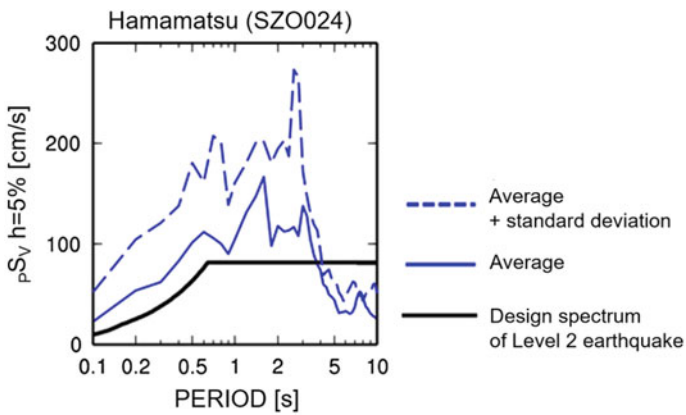 Hamamatsu (SZO024)
pSV h=5% [cm/s]
300
200
100
0
0.1 0.2 0.5 1 2 5 10
PERIOD [s]
Average
+ standard deviation
Average
Design spectrum
of Level 2 earthquake